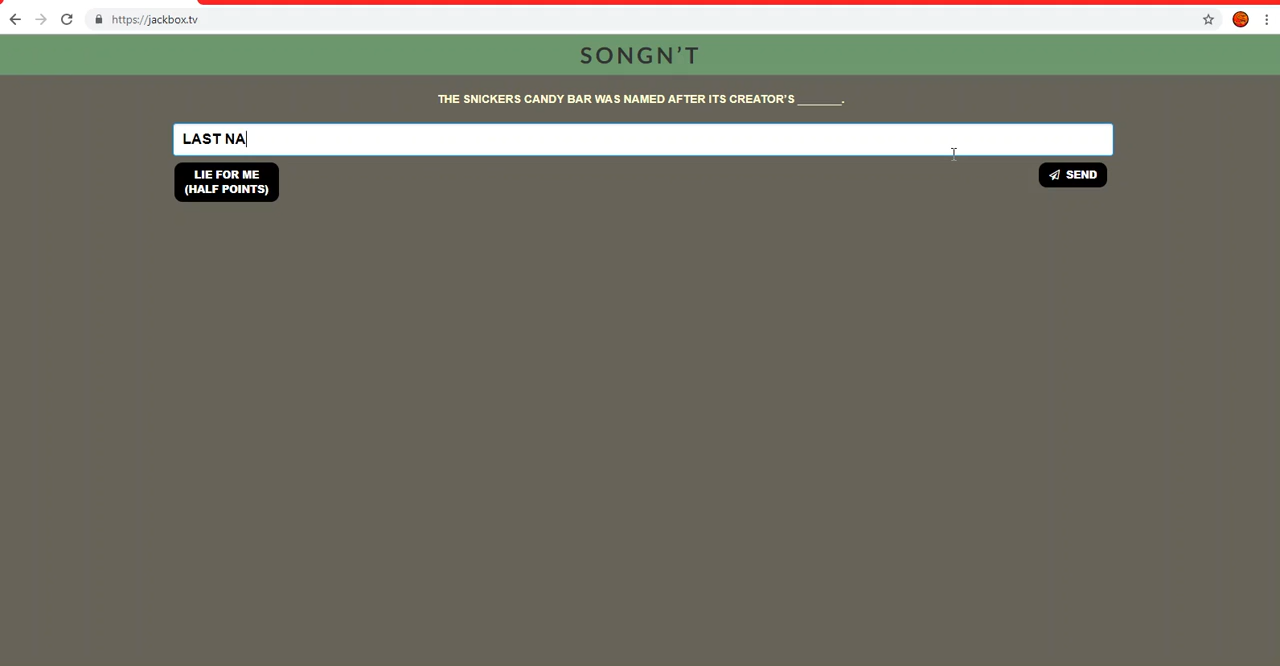 https://jackbox.tv
SONGN'T
THE SNICKERS CANDY BAR WAS NAMED AFTER ITS CREATOR'S _______.
LAST NA
LIE FOR ME
(HALF POINTS)
SEND